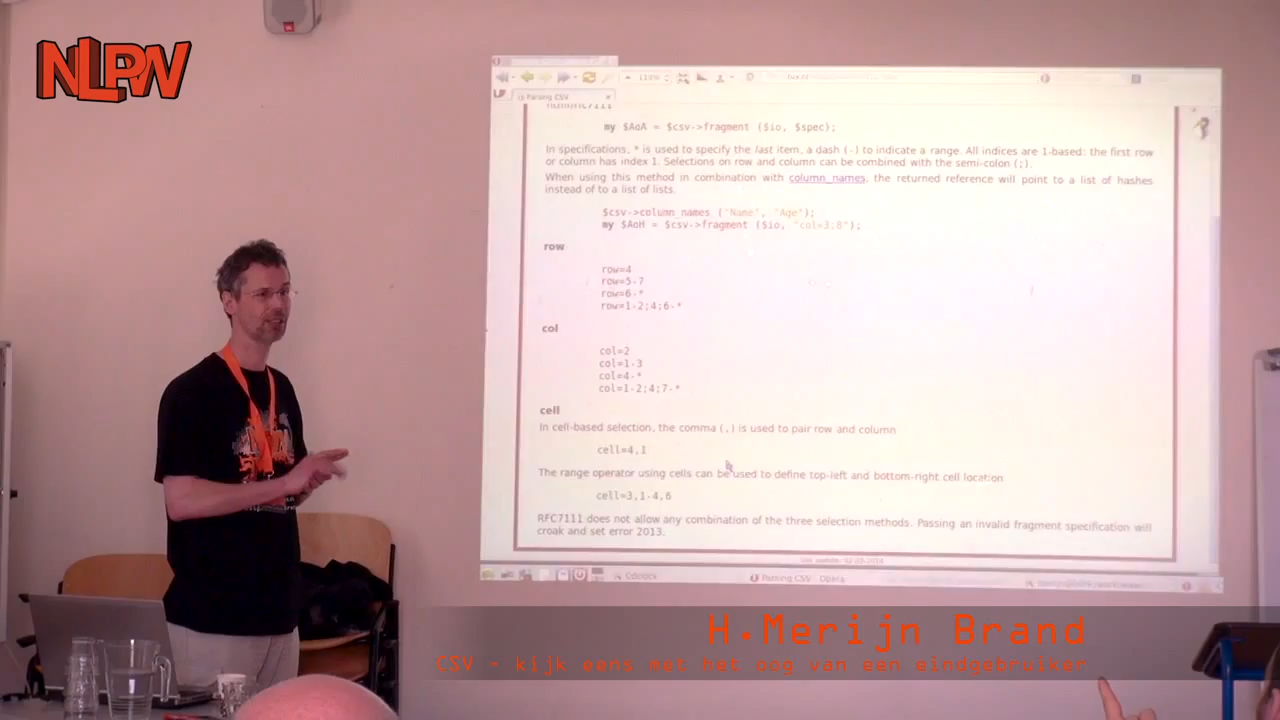 NLPW
Parsing CSV
my $AoA = $csv->fragment ($io, $spec);
In specifications, * is used to specify the last item, a dash (-) to indicate a range. All indices are 1-based: the first row
or column has index 1. Selections on row and column can be combined with the semi-colon (;).
When using this method in combination with column_names, the returned reference will point to a list of hashes
instead of to a list of lists.
$csv->column_names ("Name", "Age");
my $AoH = $csv->fragment ($io, "col=3;8");
row
row=4
row=5-7
row=6-*
row=1-2;4;6-*
col
col=2
col=1-3
col=4-*
col=1-2;4;7-*
cell
In cell-based selection, the comma (,) is used to pair row and column
cell=4,1
The range operator using cells can be used to define top-left and bottom-right cell location
cell=3,1-4,6
RFC7111 does not allow any combination of the three selection methods. Passing an invalid fragment specification will
croak and set error 2013.
Parsing CSV - Opera
H.Merijn Brand
CSV - kijk eens met het oog van een eindgebruiker